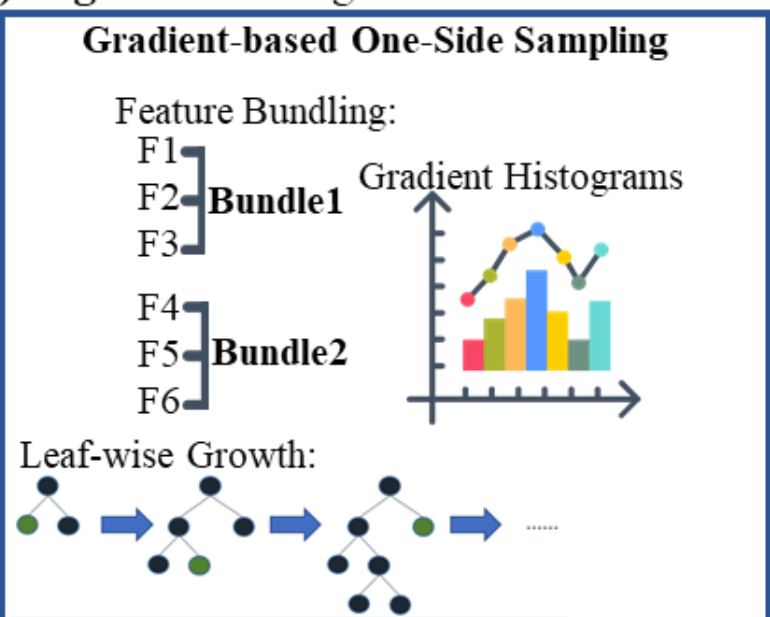 Gradient-based One-Side Sampling
Feature Bundling:
F1
F2 Bundle1
F3
Gradient Histograms
F4
F5 Bundle2
F6
Leaf-wise Growth:
......